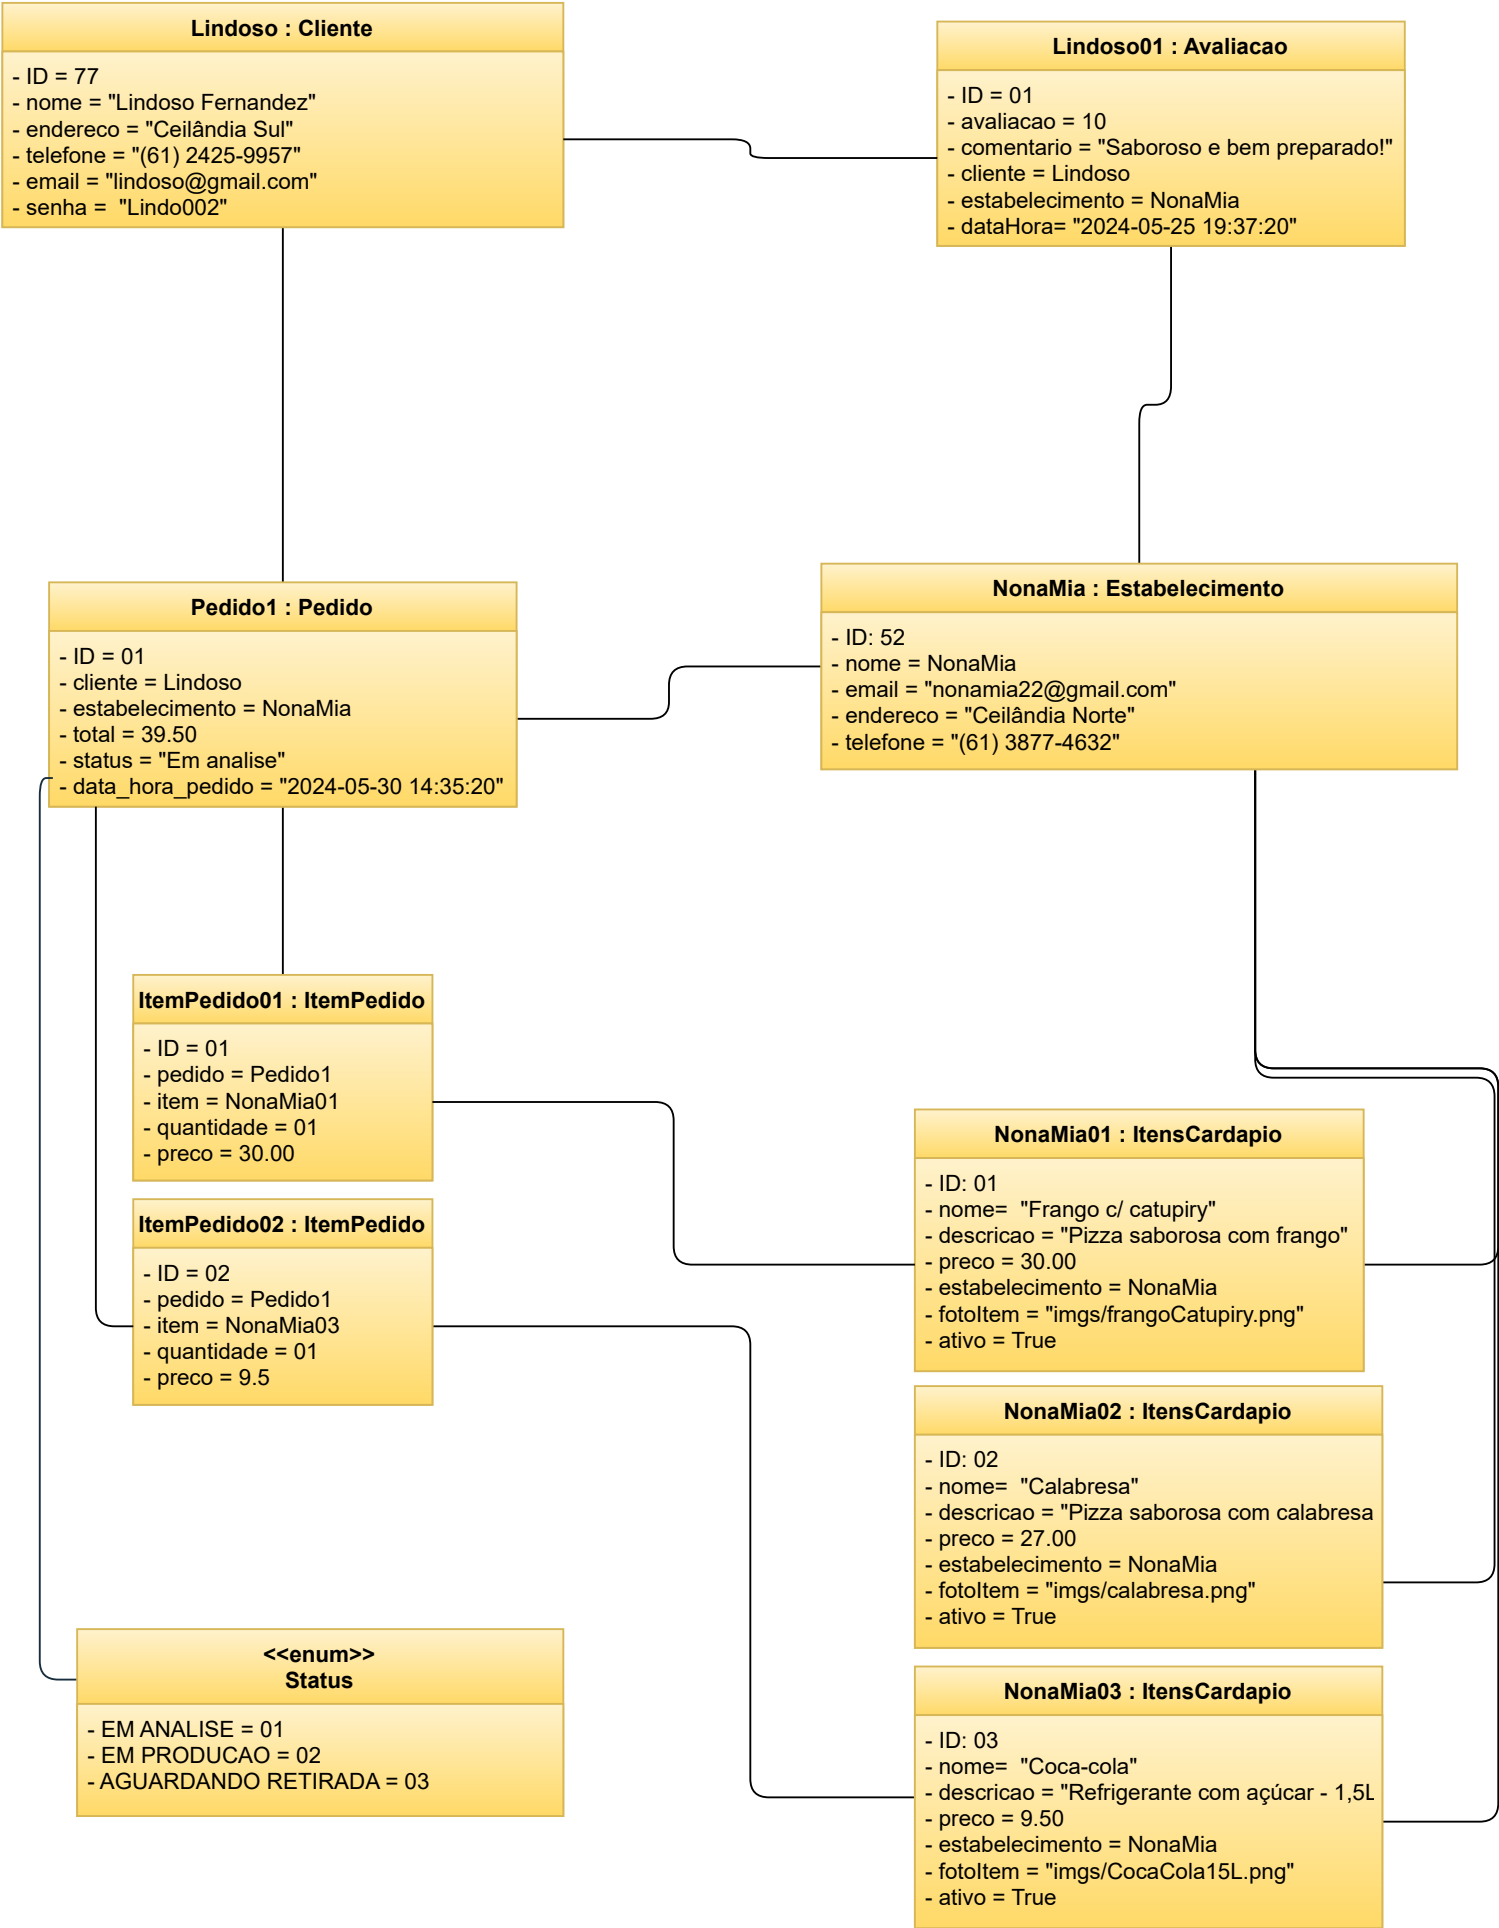 Lindoso : Cliente
- ID = 77
- nome = "Lindoso Fernandez"
- endereco = "Ceilândia Sul"
- telefone = "(61) 2425-9957"
- email = "lindoso@gmail.com"
- senha =  "Lindo002"
Lindoso01 : Avaliacao
- ID = 01
- avaliacao = 10
- comentario = "Saboroso e bem preparado!"
- cliente = Lindoso
- estabelecimento = NonaMia
- dataHora= "2024-05-25 19:37:20"
Pedido1 : Pedido
- ID = 01
- cliente = Lindoso
- estabelecimento = NonaMia
- total = 39.50
- status = "Em analise"
- data_hora_pedido = "2024-05-30 14:35:20"
NonaMia : Estabelecimento
- ID: 52
- nome = NonaMia
- email = "nonamia22@gmail.com"
- endereco = "Ceilândia Norte"
- telefone = "(61) 3877-4632"
ItemPedido01 : ItemPedido
- ID = 01
- pedido = Pedido1
- item = NonaMia01
- quantidade = 01
- preco = 30.00
ItemPedido02 : ItemPedido
- ID = 02
- pedido = Pedido1
- item = NonaMia03
- quantidade = 01
- preco = 9.5
NonaMia01 : ItensCardapio
- ID: 01
- nome=  "Frango c/ catupiry"
- descricao = "Pizza saborosa com frango"
- preco = 30.00
- estabelecimento = NonaMia
- fotoItem = "imgs/frangoCatupiry.png"
- ativo = True
NonaMia02 : ItensCardapio
- ID: 02
- nome=  "Calabresa"
- descricao = "Pizza saborosa com calabresa
- preco = 27.00
- estabelecimento = NonaMia
- fotoItem = "imgs/calabresa.png"
- ativo = True
<<enum>>
Status
- EM ANALISE = 01
- EM PRODUCAO = 02
- AGUARDANDO RETIRADA = 03
NonaMia03 : ItensCardapio
- ID: 03
- nome=  "Coca-cola"
- descricao = "Refrigerante com açúcar - 1,5L
- preco = 9.50
- estabelecimento = NonaMia
- fotoItem = "imgs/CocaCola15L.png"
- ativo = True